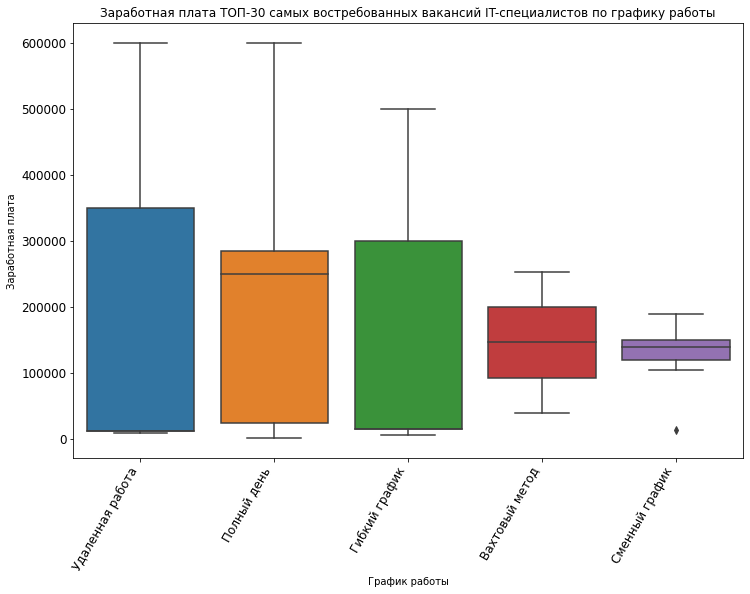 Заработная плата ТОП-30 самых востребованных вакансий IT-специалистов по графику работы
600000
500000
400000
300000
200000
100000
0
Заработная плата
Удаленная работа
Полный день
Гибкий график
Вахтовый метод
Сменный график
График работы